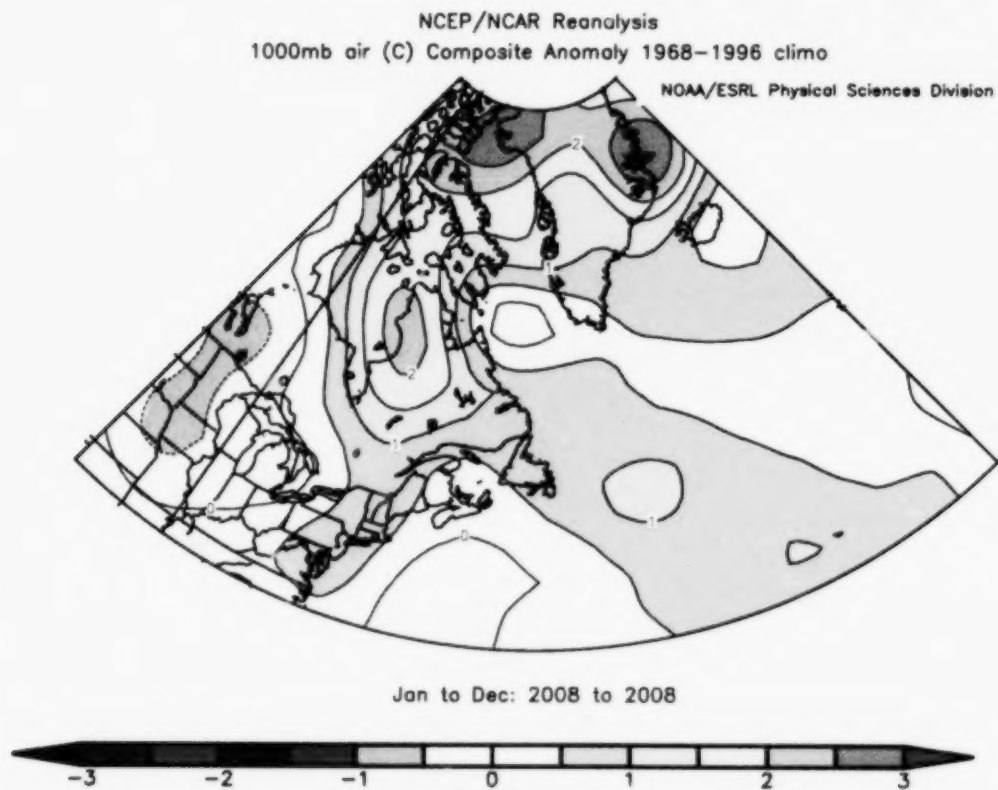 NCEP/NCAR Reanalysis
1000mb air (C) Composite Anomaly 1968-1996 climo
NOAA/ESRL Physical Sciences Division
2
1
2
1
0
1
0
Jan to Dec: 2008 to 2008
-3 -2 -1 0 1 2 3